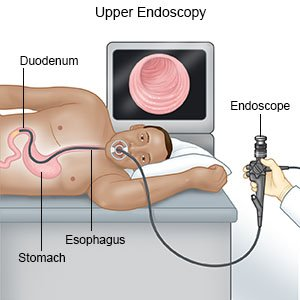 Upper Endoscopy
Duodenum
Endoscope
Esophagus
Stomach